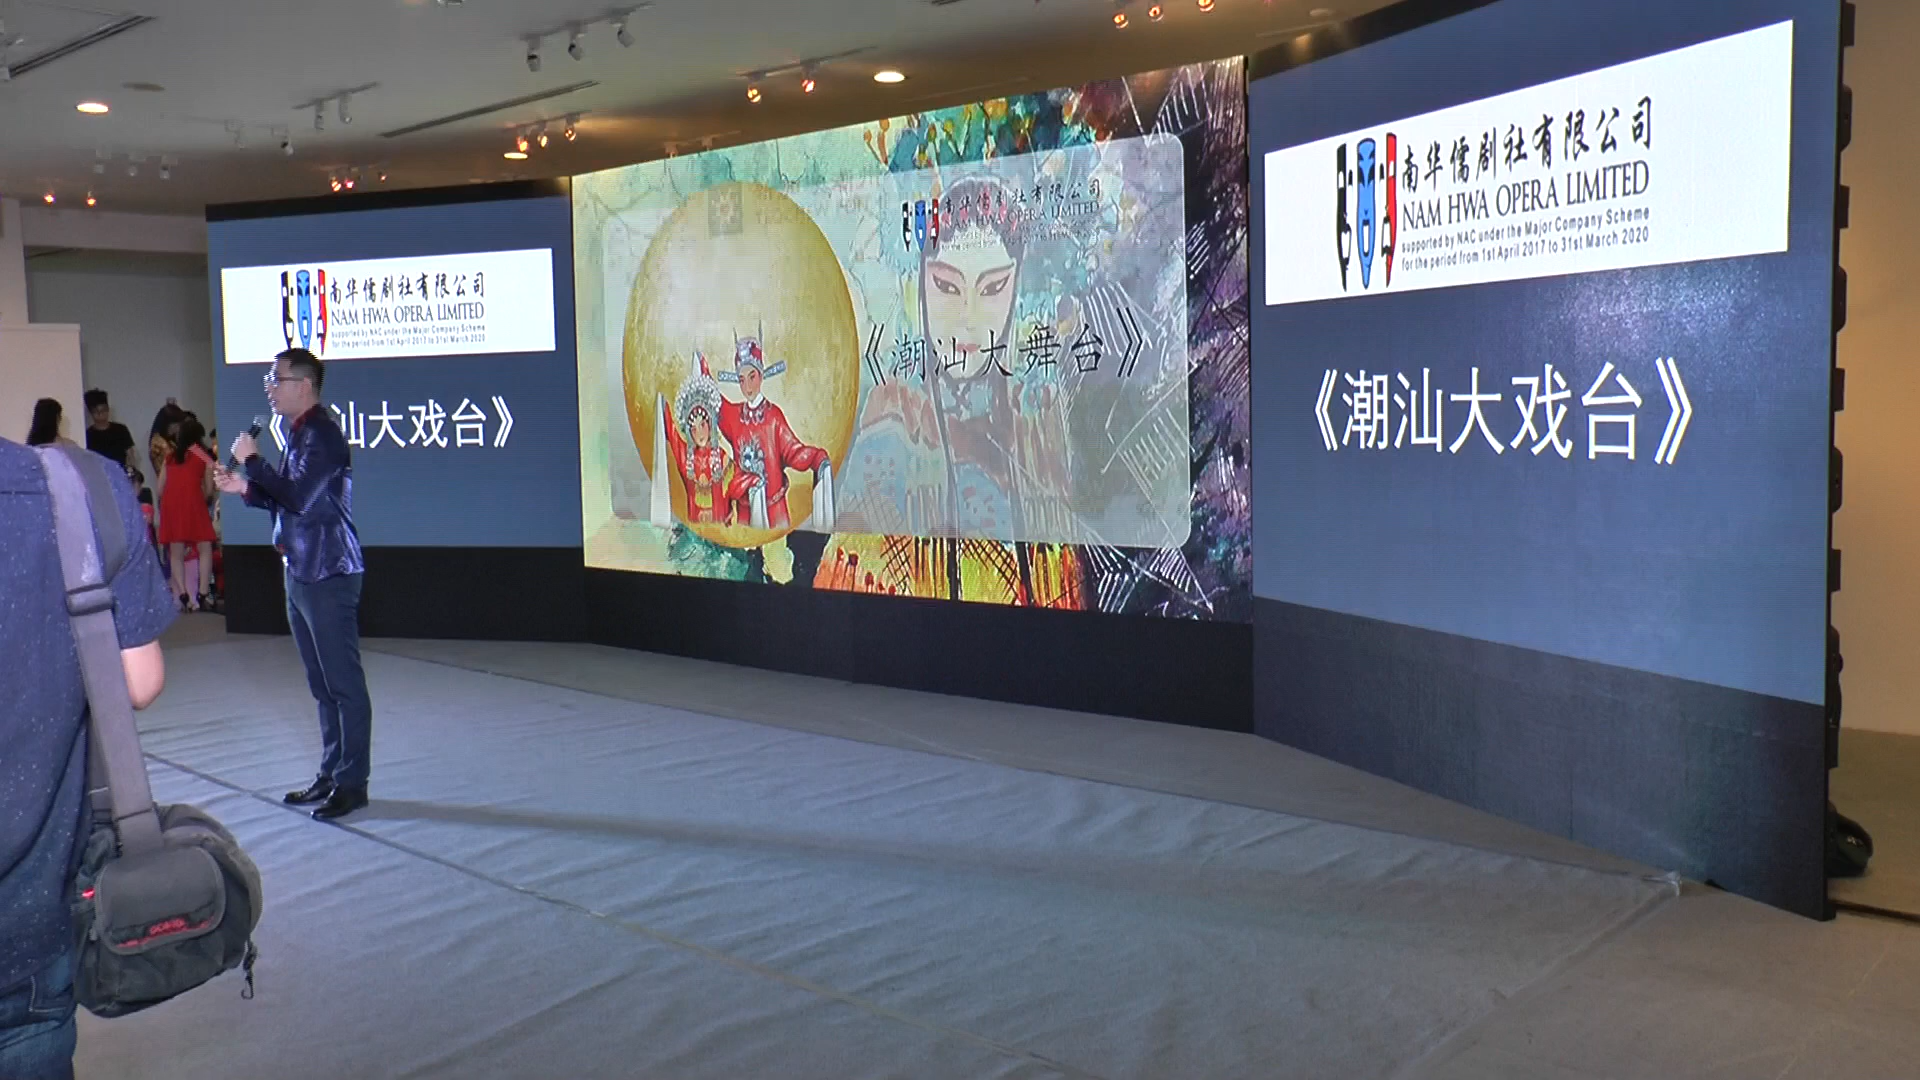 南华儒剧社有限公司
NAM HWA OPERA LIMITED
supported by NAC under the Major Company Scheme
for the period from 1st April 2017 to 31st March 2020
汕大戏台》
南华儒剧社有限公司
NAM HWA OPERA LIMITED
《潮汕大舞台》
南华儒剧社有限公司
NAM HWA OPERA LIMITED
supported by NAC under the Major Company Scheme
for the period from 1st April 2017 to 31st March 2020
《潮汕大戏台》